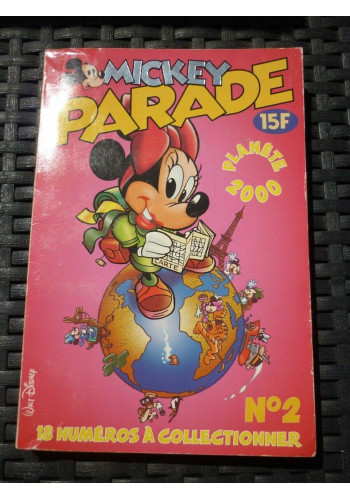 MICKEY
PARADE
15F
PLANÈTE
2000
CARTE
WALT DISNEY
N°2
18 NUMÉROS À COLLECTIONNER